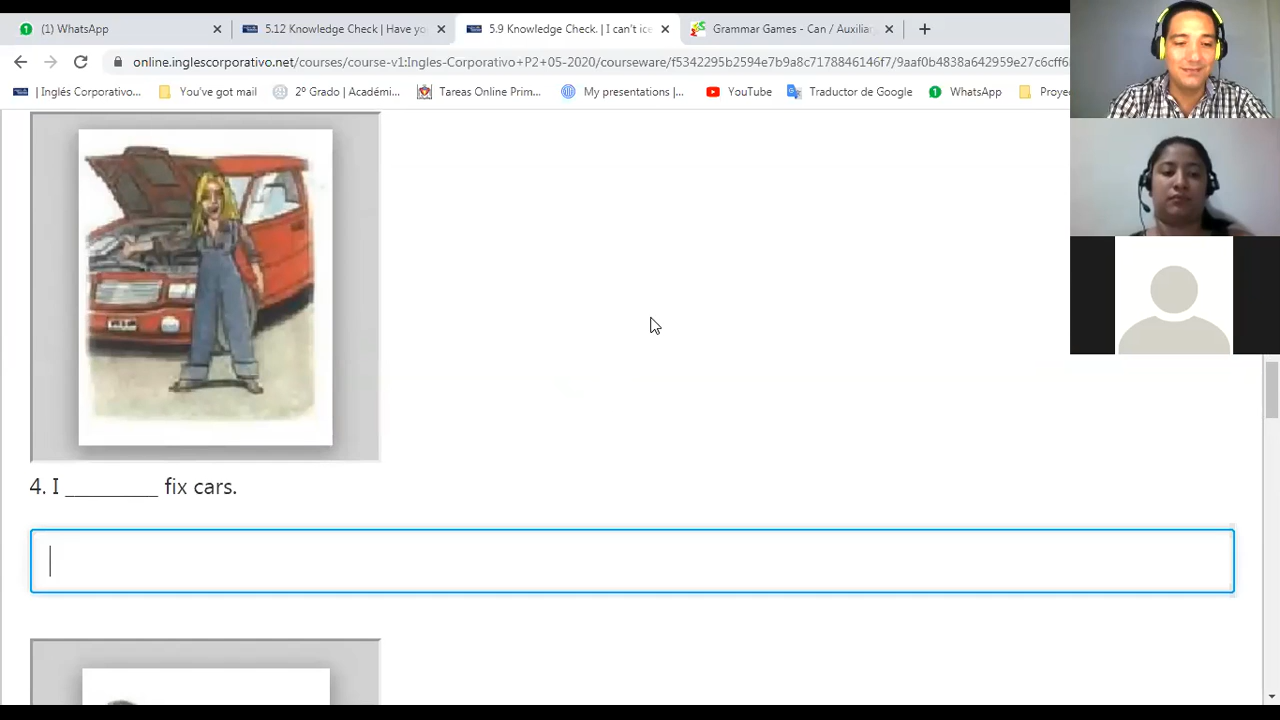 (1) WhatsApp
5.12 Knowledge Check | Have yo
5.9 Knowledge Check. | I can't ice
Grammar Games - Can / Auxiliar
online.inglescorporativo.net/courses/course-v1:Ingles-Corporativo+P2+05-2020/courseware/f5342295b2594e7b9a8c7178846146f7/9aaf0b4838a642959e27c6cff6
| Inglés Corporativo...
You've got mail
2º Grado | Académi...
Tareas Online Prim...
My presentations |...
YouTube
Traductor de Google
WhatsApp
Proye
4. I __________ fix cars.